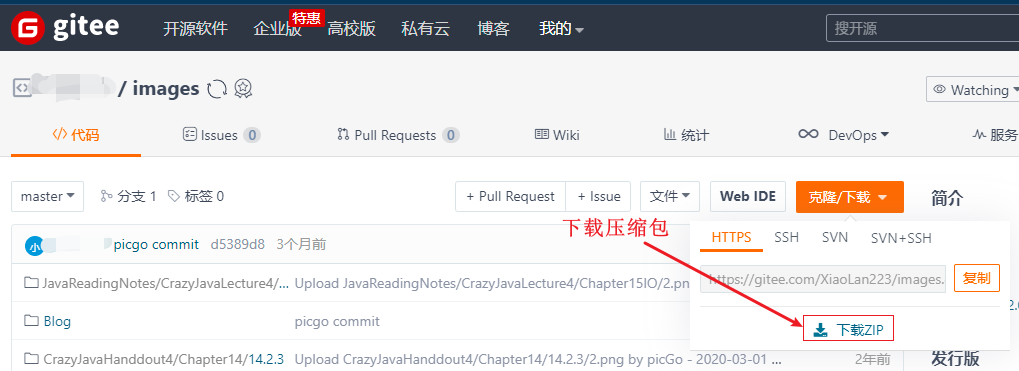 gitee 开源软件 企业版 特惠 高校版 私有云 博客 我的 搜开源
/ images Watching
代码 Issues 0 Pull Requests 0 Wiki 统计 DevOps 服务
master 分支 1 标签 0 + Pull Request + Issue 文件 Web IDE 克隆/下载 简介
下载压缩包
小 picgo commit d5389d8 3个月前
HTTPS SSH SVN SVN+SSH
JavaReadingNotes/CrazyJavaLecture4/... Upload JavaReadingNotes/CrazyJavaLecture4/Chapter15IO/2.pn
https://gitee.com/XiaoLan223/images. 复制
Blog picgo commit
下载ZIP
CrazyJavaHanddout4/Chapter14/14.2.3 Upload CrazyJavaHanddout4/Chapter14/14.2.3/2.png by picGo - 2020-03-01 ... 2年前 发行版